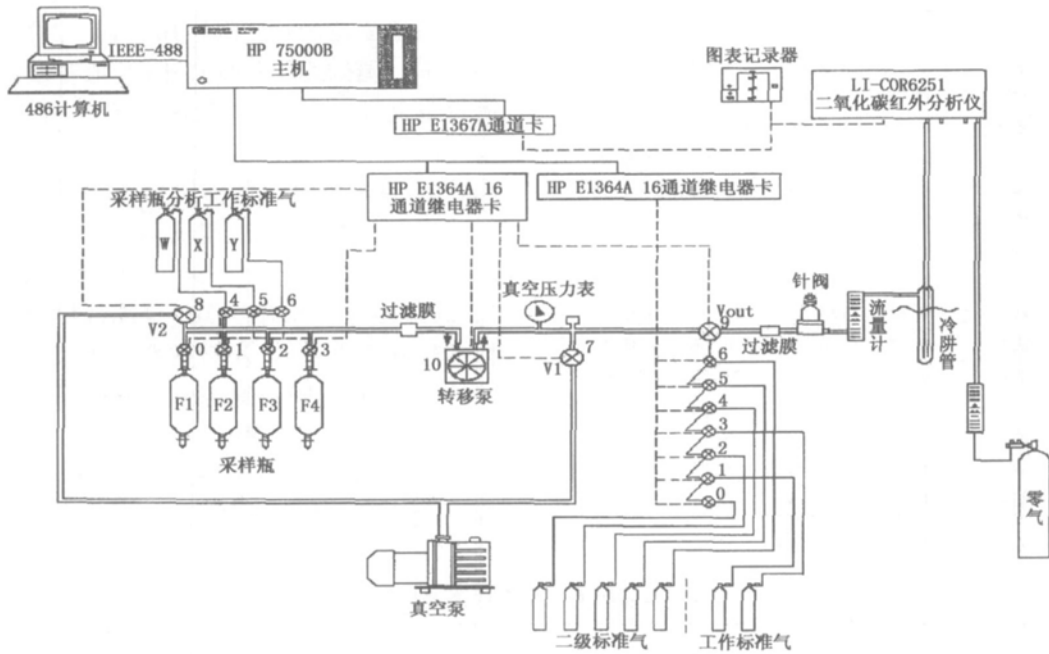 IEEE-488
HP 75000B
主机
486计算机
图表记录器
LI-COR6251
二氧化碳红外分析仪
HP E1367A通道卡
HP E1364A 16
通道继电器卡
HP E1364A 16通道继电器卡
采样瓶分析工作标准气
W
X
Y
8
4
5
6
V2
过滤膜
真空压力表
Vout
9
针阀
流量计
冷阱管
0
1
2
3
10
转移泵
7
V1
过滤膜
F1
F2
F3
F4
采样瓶
6
5
4
3
2
1
0
零气
真空泵
二级标准气
工作标准气